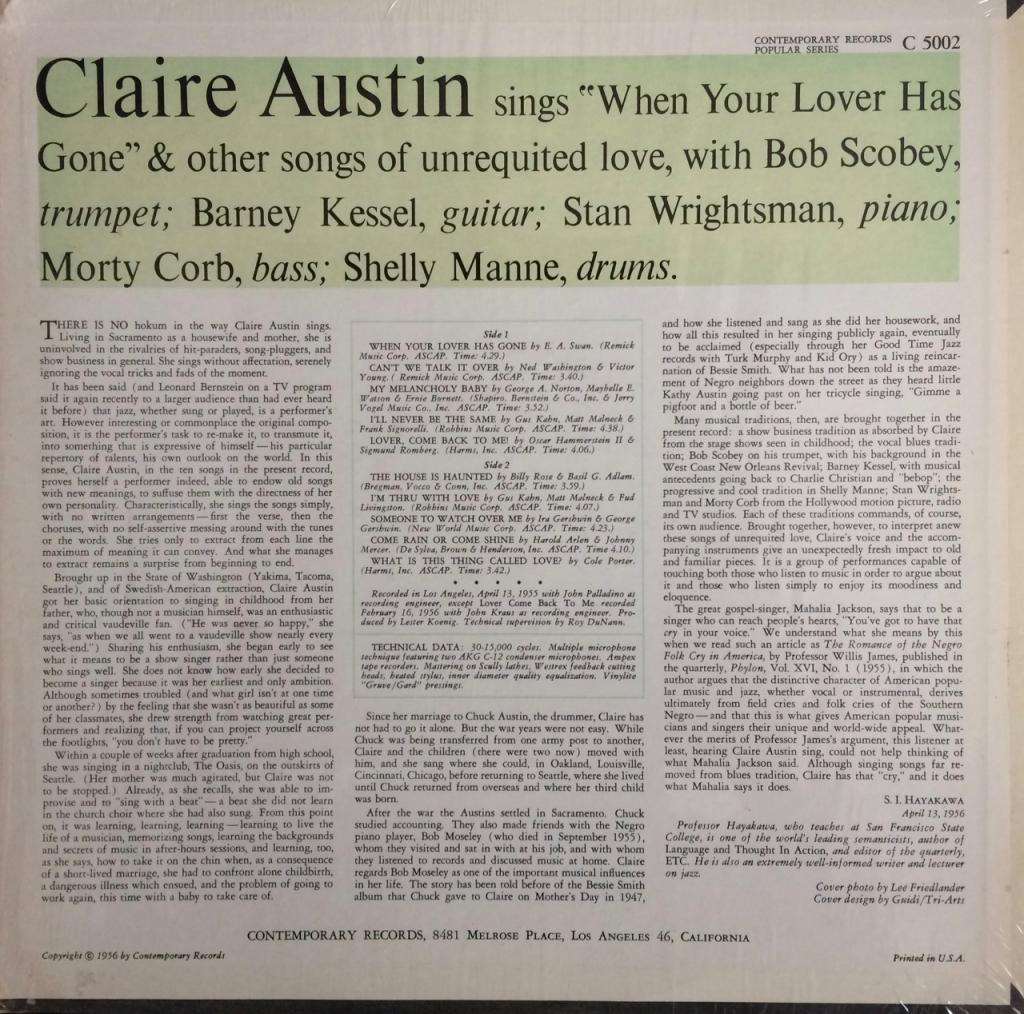 CONTEMPORARY RECORDS
POPULAR SERIES C 5002
Claire Austin sings "When Your Lover Has
Gone" & other songs of unrequited love, with Bob Scobey,
trumpet; Barney Kessel, guitar; Stan Wrightsman, piano;
Morty Corb, bass; Shelly Manne, drums.
THERE IS NO hokum in the way Claire Austin sings.
Living in Sacramento as a housewife and mother, she is
uninvolved in the rivalries of hit-paraders, song-pluggers, and
show business in general. She sings without affectation, serenely
ignoring the vocal tricks and fads of the moment.
It has been said (and Leonard Bernstein on a TV program
said it again recently to a larger audience than had ever heard
it before) that jazz, whether sung or played, is a performer's
art. However interesting or commonplace the original compo-
sition, it is the performer's task to re-make it, to transmute it,
into something that is expressive of himself—his particular
repertory of talents, his own outlook on the world. In this
sense, Claire Austin, in the ten songs in the present record,
proves herself a performer indeed, able to endow old songs
with new meanings, to suffuse them with the directness of her
own personality. Characteristically, she sings the songs simply,
with no written arrangements—first the verse, then the
choruses, with no self-assertive messing around with the tunes
or the words. She tries only to extract from each line the
maximum of meaning it can convey. And what she manages
to extract remains a surprise from beginning to end.
Brought up in the State of Washington (Yakima, Tacoma,
Seattle), and of Swedish-American extraction, Claire Austin
got her basic orientation to singing in childhood from her
father, who, though not a musician himself, was an enthusiastic
and critical vaudeville fan. ("He was never so happy," she
says, "as when we all went to a vaudeville show nearly every
week-end.") Sharing his enthusiasm, she began early to see
what it means to be a show singer rather than just someone
who sings well. She does not know how early she decided to
become a singer because it was her earliest and only ambition.
Although sometimes troubled (and what girl isn't at one time
or another?) by the feeling that she wasn't as beautiful as some
of her classmates, she drew strength from watching great per-
formers and realizing that, if you can project yourself across
the footlights, "you don't have to be pretty."
Within a couple of weeks after graduation from high school,
she was singing in a nightclub, The Oasis, on the outskirts of
Seattle. (Her mother was much agitated, but Claire was not
to be stopped.) Already, as she recalls, she was able to im-
provise and to "sing with a beat"—a beat she did not learn
in the church choir where she had also sung. From this point
on, it was learning, learning, learning—learning to live the
life of a musician, memorizing songs, learning the backgrounds
and secrets of music in after-hours sessions, and learning, too,
as she says, how to take it on the chin when, as a consequence
of a short-lived marriage, she had to confront alone childbirth,
a dangerous illness which ensued, and the problem of going to
work again, this time with a baby to take care of.
Side 1
WHEN YOUR LOVER HAS GONE by E. A. Swan. (Remick
Music Corp. ASCAP. Time: 4.29.)
CAN'T WE TALK IT OVER by Ned Washington & Victor
Young. (Remick Music Corp. ASCAP. Time: 3.40.)
MY MELANCHOLY BABY by George A. Norton, Maybelle E.
Watson & Ernie Burnett. (Shapiro, Bernstein & Co., Inc. & Jerry
Vogel Music Co., Inc. ASCAP. Time: 3.52.)
I'LL NEVER BE THE SAME by Gus Kahn, Matt Malneck &
Frank Signorelli. (Robbins Music Corp. ASCAP. Time: 4.38.)
LOVER, COME BACK TO ME! by Oscar Hammerstein II &
Sigmund Romberg. (Harms, Inc. ASCAP. Time: 4.06.)
Side 2
THE HOUSE IS HAUNTED by Billy Rose & Basil G. Adlam.
(Bregman, Vocco & Conn, Inc. ASCAP. Time: 3.59.)
I'M THRU WITH LOVE by Gus Kahn, Matt Malneck & Fud
Livingston. (Robbins Music Corp. ASCAP. Time: 4.07.)
SOMEONE TO WATCH OVER ME by Ira Gershwin & George
Gershwin. (New World Music Corp. ASCAP. Time: 4.23.)
COME RAIN OR COME SHINE by Harold Arlen & Johnny
Mercer. (De Sylva, Brown & Henderson, Inc. ASCAP. Time 4.10.)
WHAT IS THIS THING CALLED LOVE? by Cole Porter.
(Harms, Inc. ASCAP. Time: 3.42.)
* * * * *
Recorded in Los Angeles, April 13, 1955 with John Palladino as
recording engineer, except Lover Come Back To Me recorded
February 16, 1956 with John Kraus as recording engineer. Pro-
duced by Lester Koenig. Technical supervision by Roy DuNann.
TECHNICAL DATA: 30-15,000 cycles. Multiple microphone
technique featuring two AKG C-12 condenser microphones. Ampex
tape recorder. Mastering on Scully lathe, Westrex feedback cutting
heads, heated stylus, inner diameter quality equalization. Vinylite
"Gruve/Gard" pressings.
Since her marriage to Chuck Austin, the drummer, Claire has
not had to go it alone. But the war years were not easy. While
Chuck was being transferred from one army post to another,
Claire and the children (there were two now) moved with
him, and she sang where she could, in Oakland, Louisville,
Cincinnati, Chicago, before returning to Seattle, where she lived
until Chuck returned from overseas and where her third child
was born.
After the war the Austins settled in Sacramento. Chuck
studied accounting. They also made friends with the Negro
piano player, Bob Moseley (who died in September 1955),
whom they visited and sat in with at his job, and with whom
they listened to records and discussed music at home. Claire
regards Bob Moseley as one of the important musical influences
in her life. The story has been told before of the Bessie Smith
album that Chuck gave to Claire on Mother's Day in 1947,
and how she listened and sang as she did her housework, and
how all this resulted in her singing publicly again, eventually
to be acclaimed (especially through her Good Time Jazz
records with Turk Murphy and Kid Ory) as a living reincar-
nation of Bessie Smith. What has not been told is the amaze-
ment of Negro neighbors down the street as they heard little
Kathy Austin going past on her tricycle singing, "Gimme a
pigfoot and a bottle of beer."
Many musical traditions, then, are brought together in the
present record: a show business tradition as absorbed by Claire
from the stage shows seen in childhood; the vocal blues tradi-
tion; Bob Scobey on his trumpet, with his background in the
West Coast New Orleans Revival; Barney Kessel, with musical
antecedents going back to Charlie Christian and "bebop"; the
progressive and cool tradition in Shelly Manne; Stan Wrights-
man and Morty Corb from the Hollywood motion picture, radio
and TV studios. Each of these traditions commands, of course,
its own audience. Brought together, however, to interpret anew
these songs of unrequited love, Claire's voice and the accom-
panying instruments give an unexpectedly fresh impact to old
and familiar pieces. It is a group of performances capable of
touching both those who listen to music in order to argue about
it and those who listen simply to enjoy its moodiness and
eloquence.
The great gospel-singer, Mahalia Jackson, says that to be a
singer who can reach people's hearts, "You've got to have that
cry in your voice." We understand what she means by this
when we read such an article as The Romance of the Negro
Folk Cry in America, by Professor Willis James, published in
the quarterly, Phylon, Vol. XVI, No. 1 (1955), in which the
author argues that the distinctive character of American popu-
lar music and jazz, whether vocal or instrumental, derives
ultimately from field cries and folk cries of the Southern
Negro—and that this is what gives American popular musi-
cians and singers their unique and world-wide appeal. What-
ever the merits of Professor James's argument, this listener at
least, hearing Claire Austin sing, could not help thinking of
what Mahalia Jackson said. Although singing songs far re-
moved from blues tradition, Claire has that "cry," and it does
what Mahalia says it does.
S. I. HAYAKAWA
April 13, 1956
Professor Hayakawa, who teaches at San Francisco State
College, is one of the world's leading semanticists, author of
Language and Thought In Action, and editor of the quarterly,
ETC. He is also an extremely well-informed writer and lecturer
on jazz.
Cover photo by Lee Friedlander
Cover design by Guidi/Tri-Arts
CONTEMPORARY RECORDS, 8481 MELROSE PLACE, LOS ANGELES 46, CALIFORNIA
Copyright © 1956 by Contemporary Records
Printed in U.S.A.